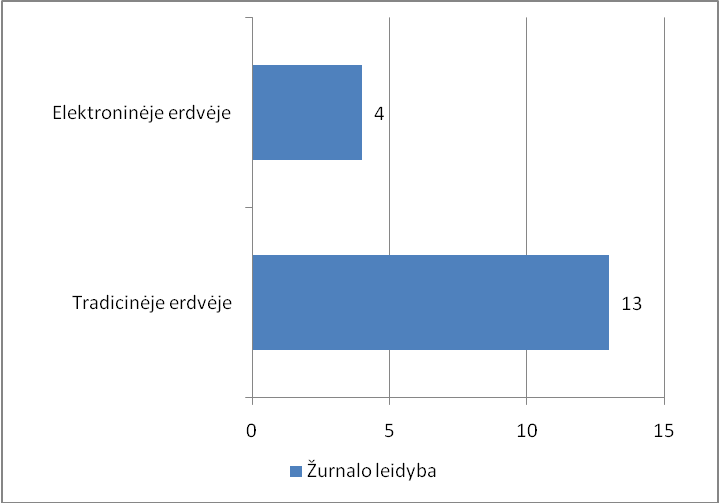 Elektroninėje erdvėje
4
Tradicinėje erdvėje
13
0
5
10
15
Žurnalo leidyba